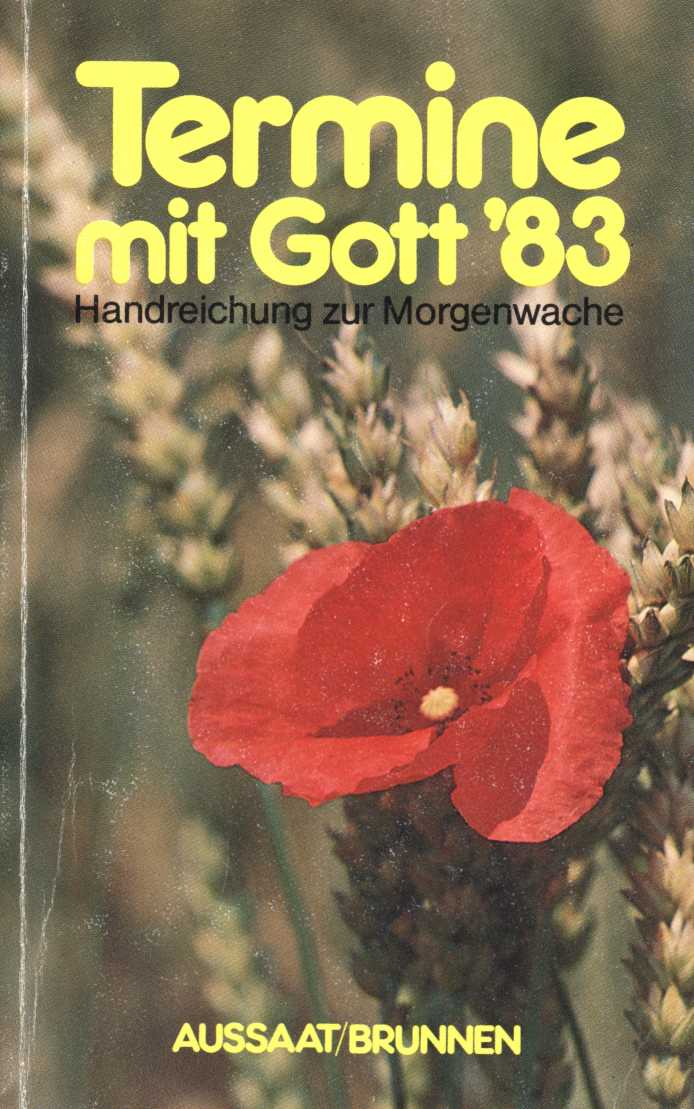 Termine
mit Gott '83
Handreichung zur Morgenwache
AUSSAAT/BRUNNEN